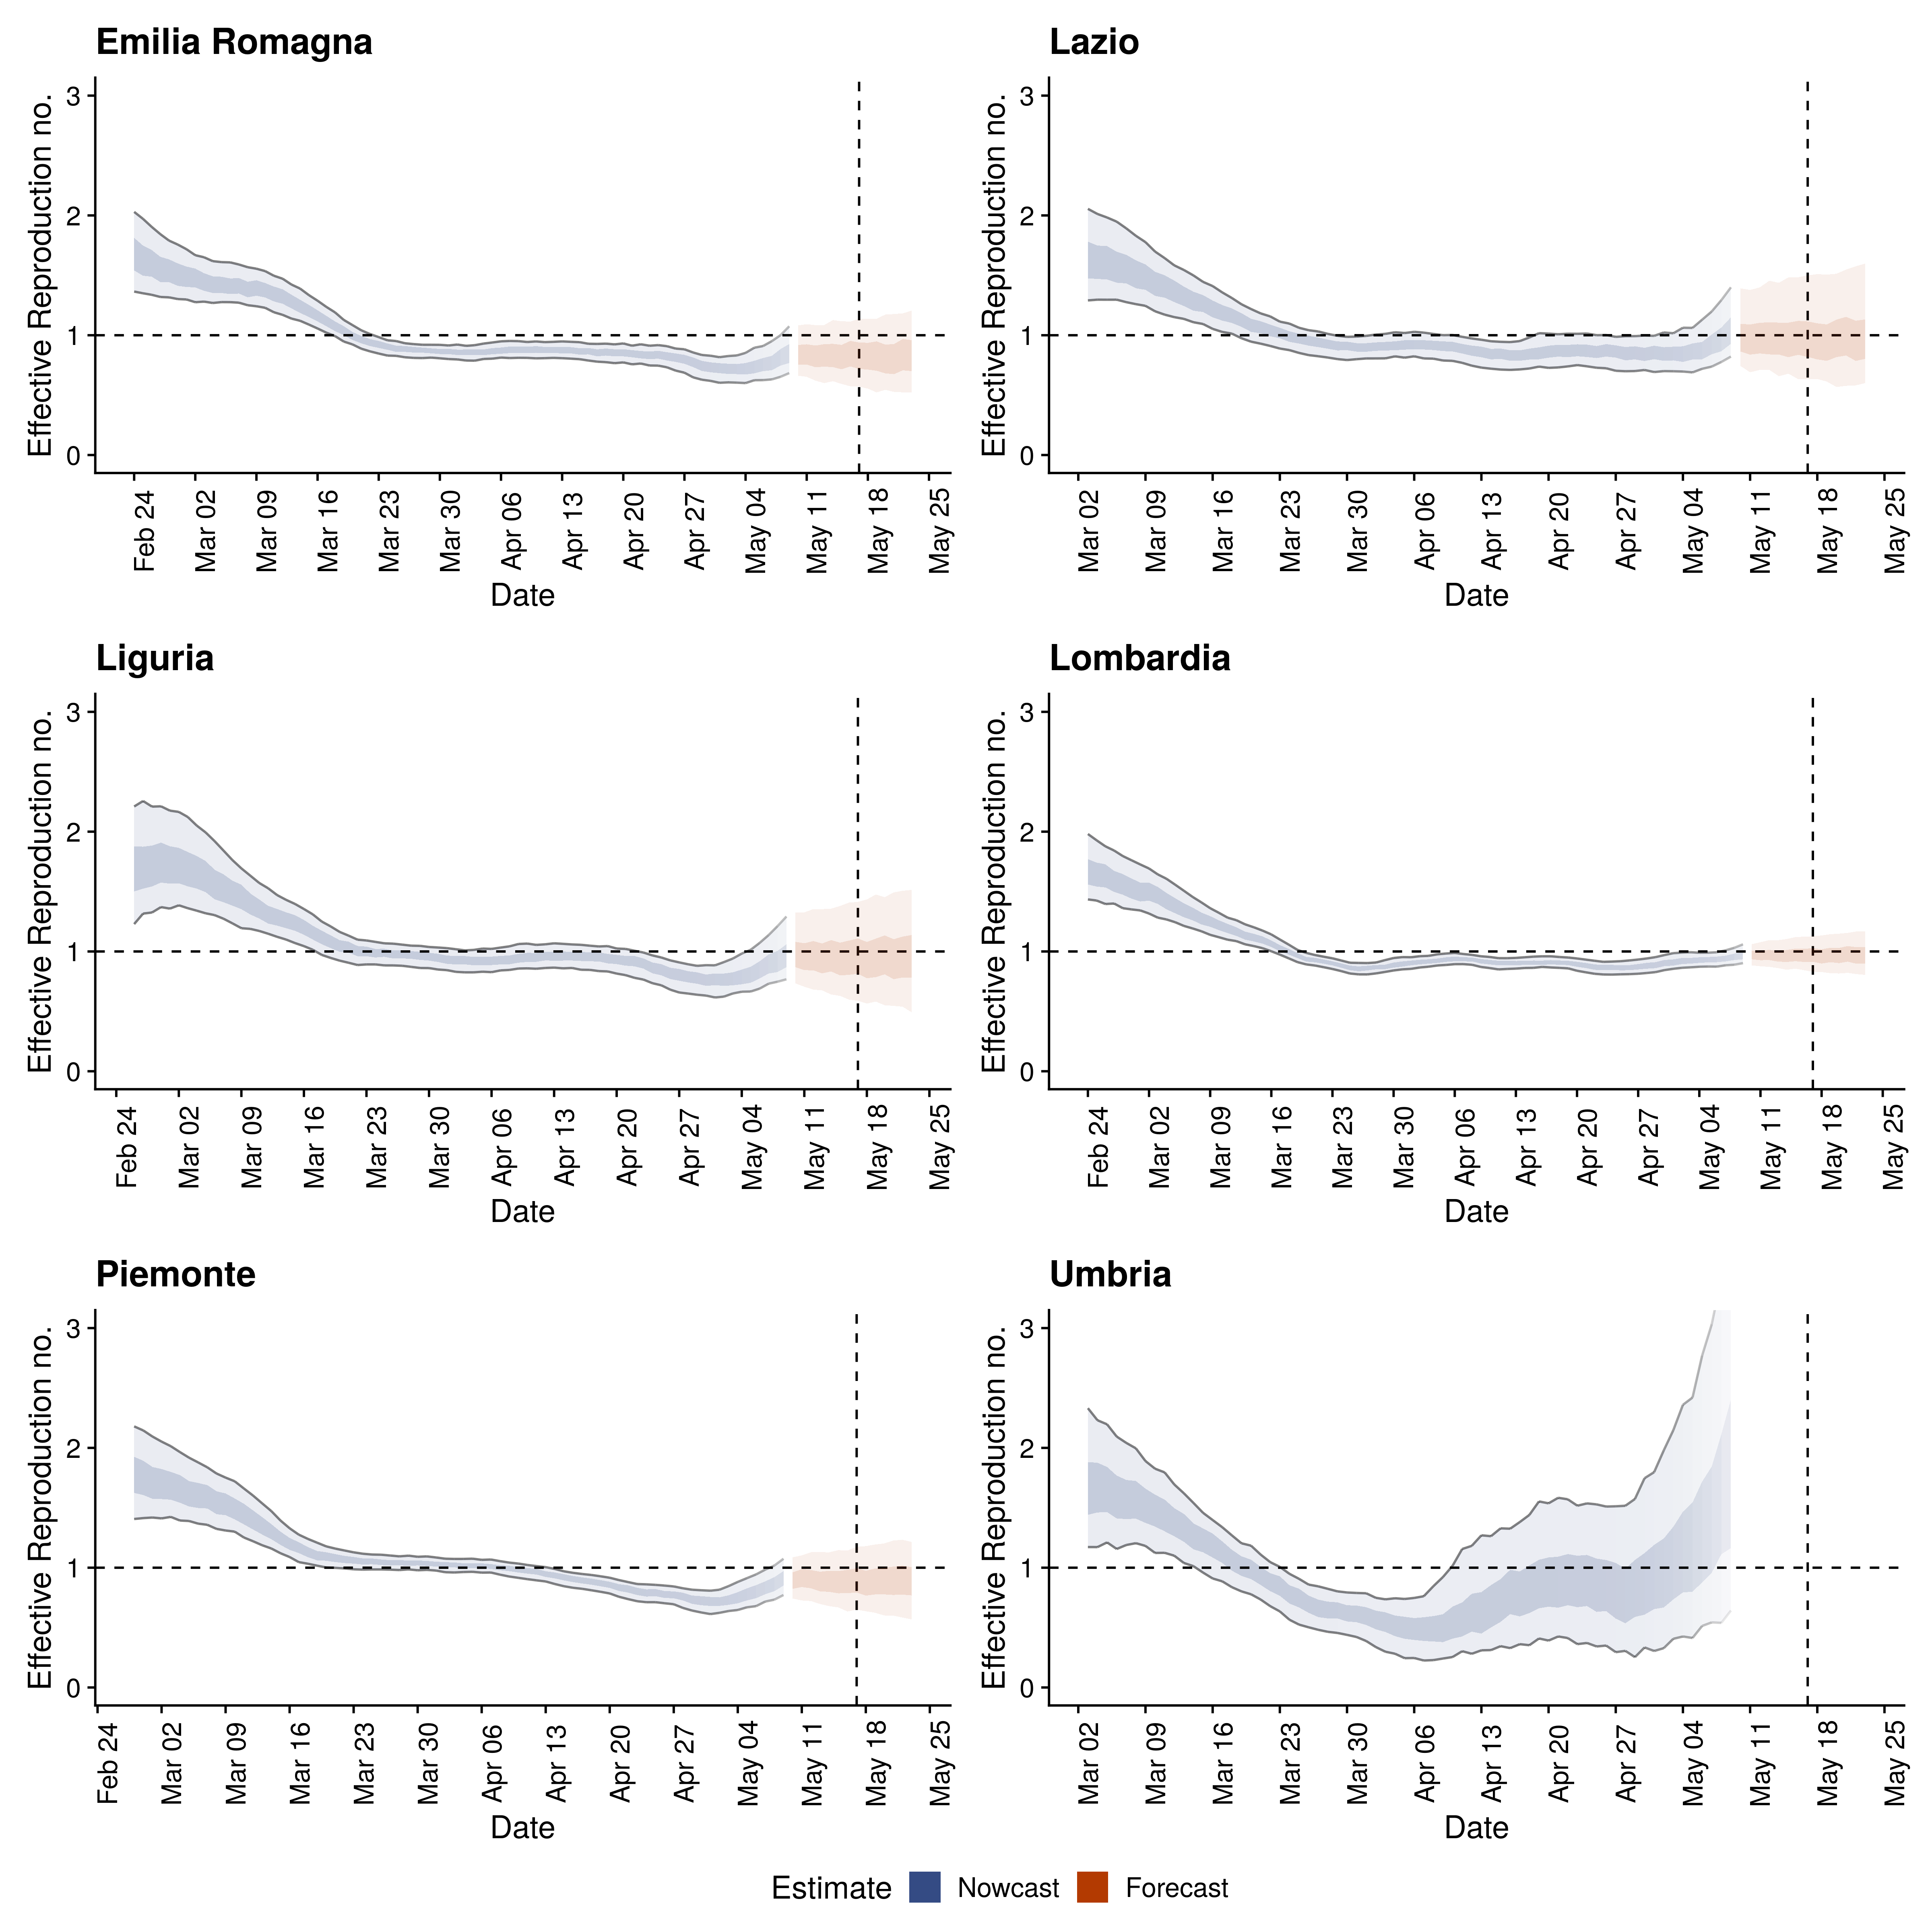 Emilia Romagna
Effective Reproduction no.
3
2
1
0
Feb 24 Mar 02 Mar 09 Mar 16 Mar 23 Mar 30 Apr 06 Apr 13 Apr 20 Apr 27 May 04 May 11 May 18 May 25
Date
Lazio
Effective Reproduction no.
3
2
1
0
Mar 02 Mar 09 Mar 16 Mar 23 Mar 30 Apr 06 Apr 13 Apr 20 Apr 27 May 04 May 11 May 18 May 25
Date
Liguria
Effective Reproduction no.
3
2
1
0
Feb 24 Mar 02 Mar 09 Mar 16 Mar 23 Mar 30 Apr 06 Apr 13 Apr 20 Apr 27 May 04 May 11 May 18 May 25
Date
Lombardia
Effective Reproduction no.
3
2
1
0
Feb 24 Mar 02 Mar 09 Mar 16 Mar 23 Mar 30 Apr 06 Apr 13 Apr 20 Apr 27 May 04 May 11 May 18 May 25
Date
Piemonte
Effective Reproduction no.
3
2
1
0
Feb 24 Mar 02 Mar 09 Mar 16 Mar 23 Mar 30 Apr 06 Apr 13 Apr 20 Apr 27 May 04 May 11 May 18 May 25
Date
Umbria
Effective Reproduction no.
3
2
1
0
Mar 02 Mar 09 Mar 16 Mar 23 Mar 30 Apr 06 Apr 13 Apr 20 Apr 27 May 04 May 11 May 18 May 25
Date
Estimate Nowcast Forecast